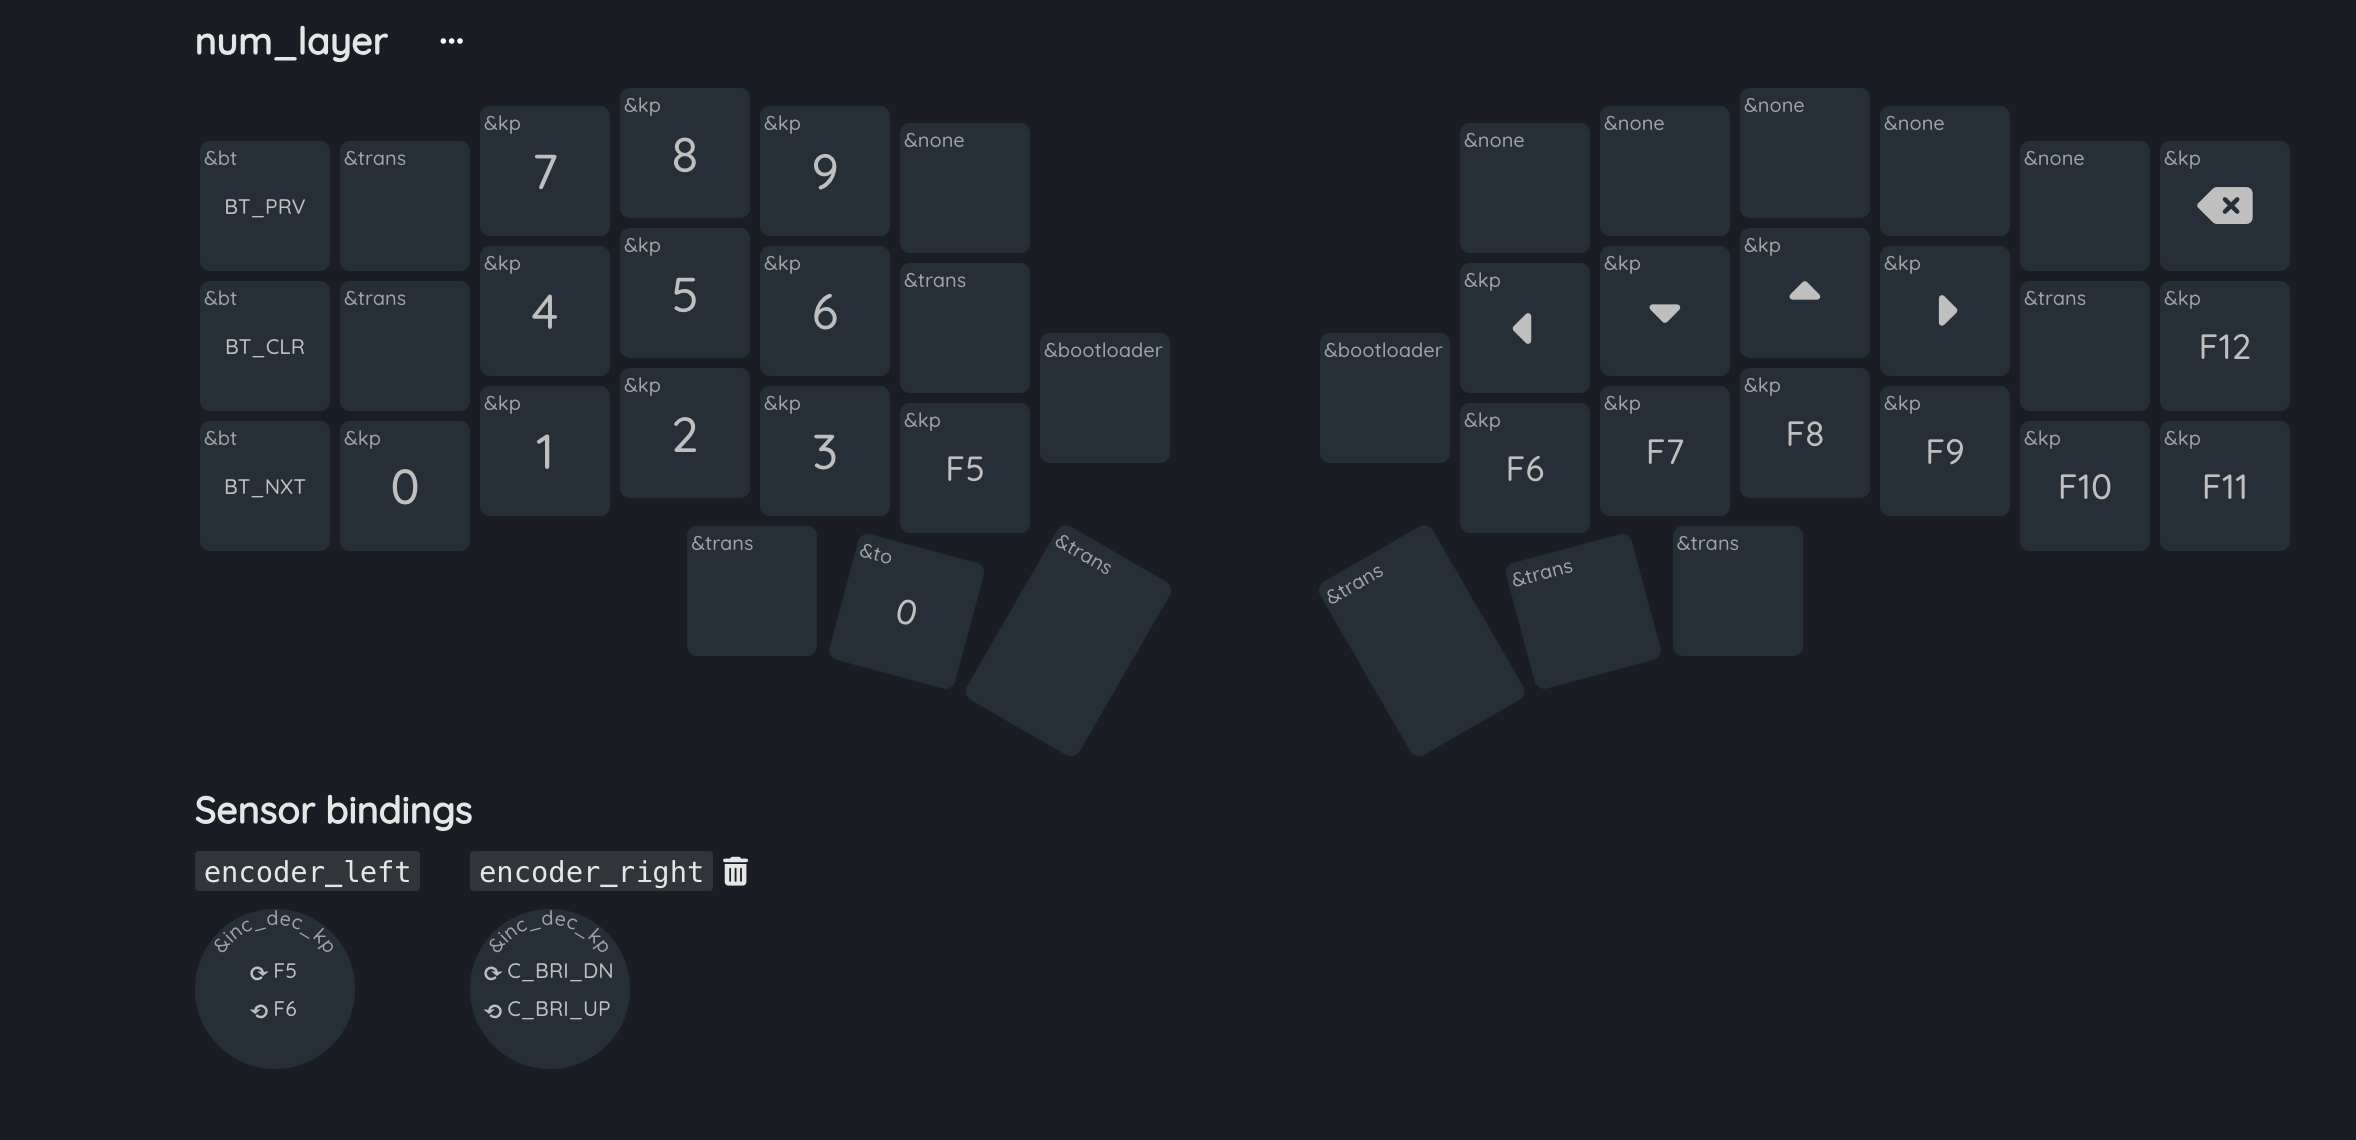 num_layer ...
&bt BT_PRV
&trans
&kp 7
&kp 8
&kp 9
&none
&none
&none
&none
&none
&none
&kp
&bt BT_CLR
&trans
&kp 4
&kp 5
&kp 6
&trans
&bootloader
&bootloader
&kp
&kp
&kp
&kp
&trans
&kp F12
&bt BT_NXT
&kp 0
&kp 1
&kp 2
&kp 3
&kp F5
&kp F6
&kp F7
&kp F8
&kp F9
&kp F10
&kp F11
&trans
&to 0
&trans
&trans
&trans
&trans
Sensor bindings
encoder_left
encoder_right
&inc_dec_kp
F5
F6
&inc_dec_kp
C_BRI_DN
C_BRI_UP